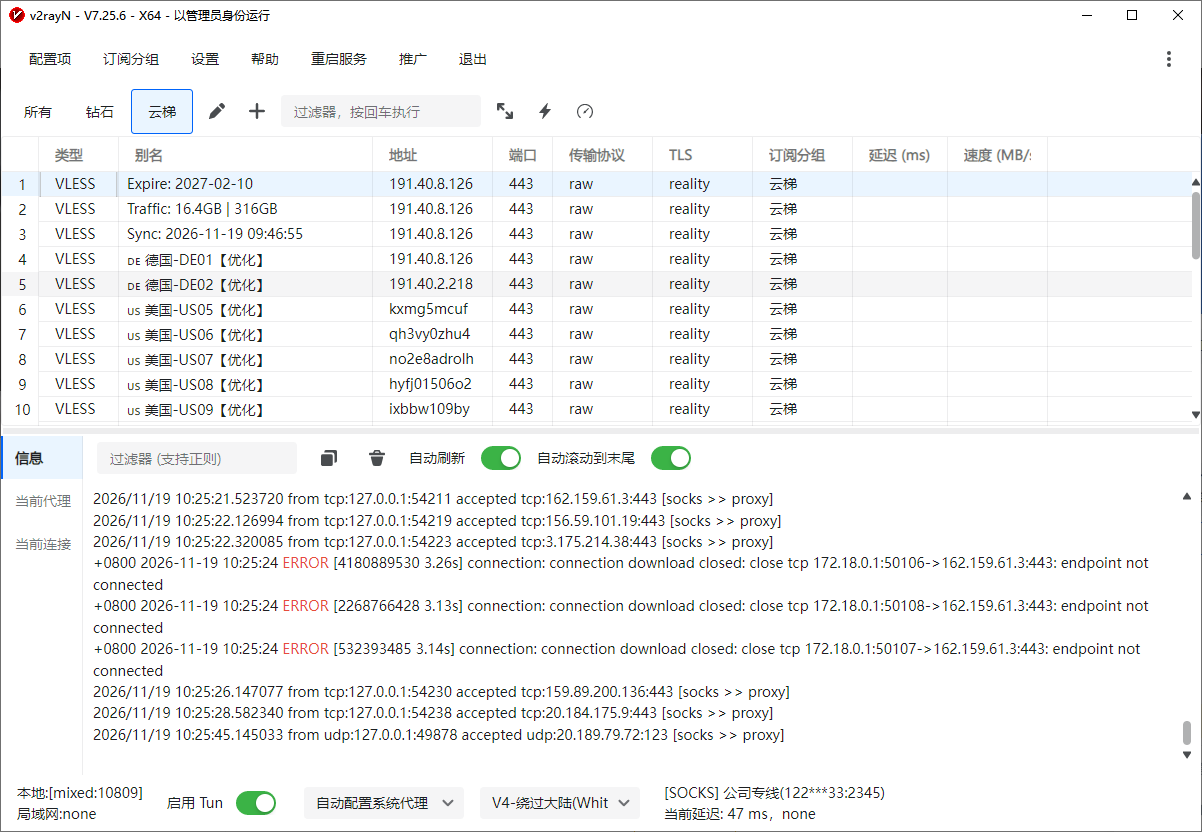 v2rayN - V7.25.6 - X64 - 以管理员身份运行
配置项 订阅分组 设置 帮助 重启服务 推广 退出
所有 钻石 云梯 过滤器，按回车执行
类型 别名 地址 端口 传输协议 TLS 订阅分组 延迟 (ms) 速度 (MB/s
1 VLESS Expire: 2027-02-10 191.40.8.126 443 raw reality 云梯
2 VLESS Traffic: 16.4GB | 316GB 191.40.8.126 443 raw reality 云梯
3 VLESS Sync: 2026-11-19 09:46:55 191.40.8.126 443 raw reality 云梯
4 VLESS DE 德国-DE01【优化】 191.40.8.126 443 raw reality 云梯
5 VLESS DE 德国-DE02【优化】 191.40.2.218 443 raw reality 云梯
6 VLESS US 美国-US05【优化】 kxmg5mcuf 443 raw reality 云梯
7 VLESS US 美国-US06【优化】 qh3vy0zhu4 443 raw reality 云梯
8 VLESS US 美国-US07【优化】 no2e8adrolh 443 raw reality 云梯
9 VLESS US 美国-US08【优化】 hyfj01506o2 443 raw reality 云梯
10 VLESS US 美国-US09【优化】 ixbbw109by 443 raw reality 云梯
信息 过滤器 (支持正则) 自动刷新 自动滚动到末尾
当前代理
当前连接
2026/11/19 10:25:21.523720 from tcp:127.0.0.1:54211 accepted tcp:162.159.61.3:443 [socks >> proxy]
2026/11/19 10:25:22.126994 from tcp:127.0.0.1:54219 accepted tcp:156.59.101.19:443 [socks >> proxy]
2026/11/19 10:25:22.320085 from tcp:127.0.0.1:54223 accepted tcp:3.175.214.38:443 [socks >> proxy]
+0800 2026-11-19 10:25:24 ERROR [4180889530 3.26s] connection: connection download closed: close tcp 172.18.0.1:50106->162.159.61.3:443: endpoint not
connected
+0800 2026-11-19 10:25:24 ERROR [2268766428 3.13s] connection: connection download closed: close tcp 172.18.0.1:50108->162.159.61.3:443: endpoint not
connected
+0800 2026-11-19 10:25:24 ERROR [532393485 3.14s] connection: connection download closed: close tcp 172.18.0.1:50107->162.159.61.3:443: endpoint not
connected
2026/11/19 10:25:26.147077 from tcp:127.0.0.1:54230 accepted tcp:159.89.200.136:443 [socks >> proxy]
2026/11/19 10:25:28.582340 from tcp:127.0.0.1:54238 accepted tcp:20.184.175.9:443 [socks >> proxy]
2026/11/19 10:25:45.145033 from udp:127.0.0.1:49878 accepted udp:20.189.79.72:123 [socks >> proxy]
本地:[mixed:10809] 启用 Tun 自动配置系统代理 V4-绕过大陆(Whit [SOCKS] 公司专线(122***33:2345)
局域网:none 当前延迟: 47 ms，none